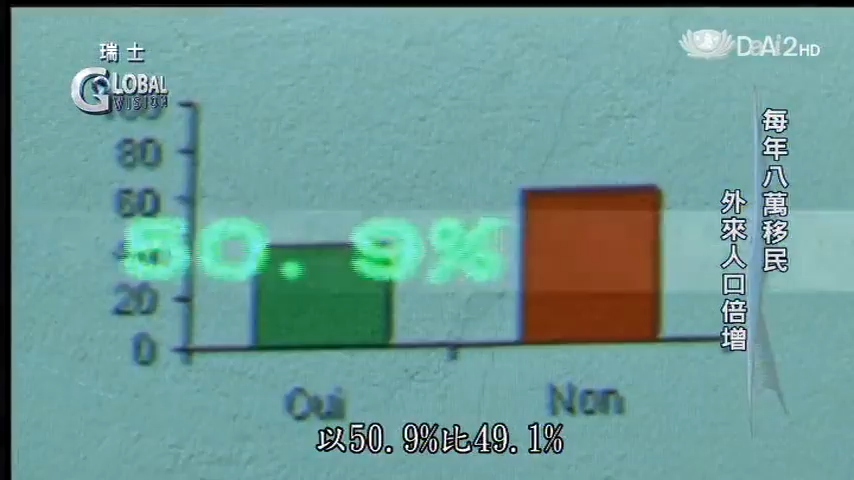 瑞士
GLOBAL
VISION
DaAi2HD
每年八萬移民
外來人口倍增
80
60
50.9%
20
0
Oui
Non
以50.9%比49.1%